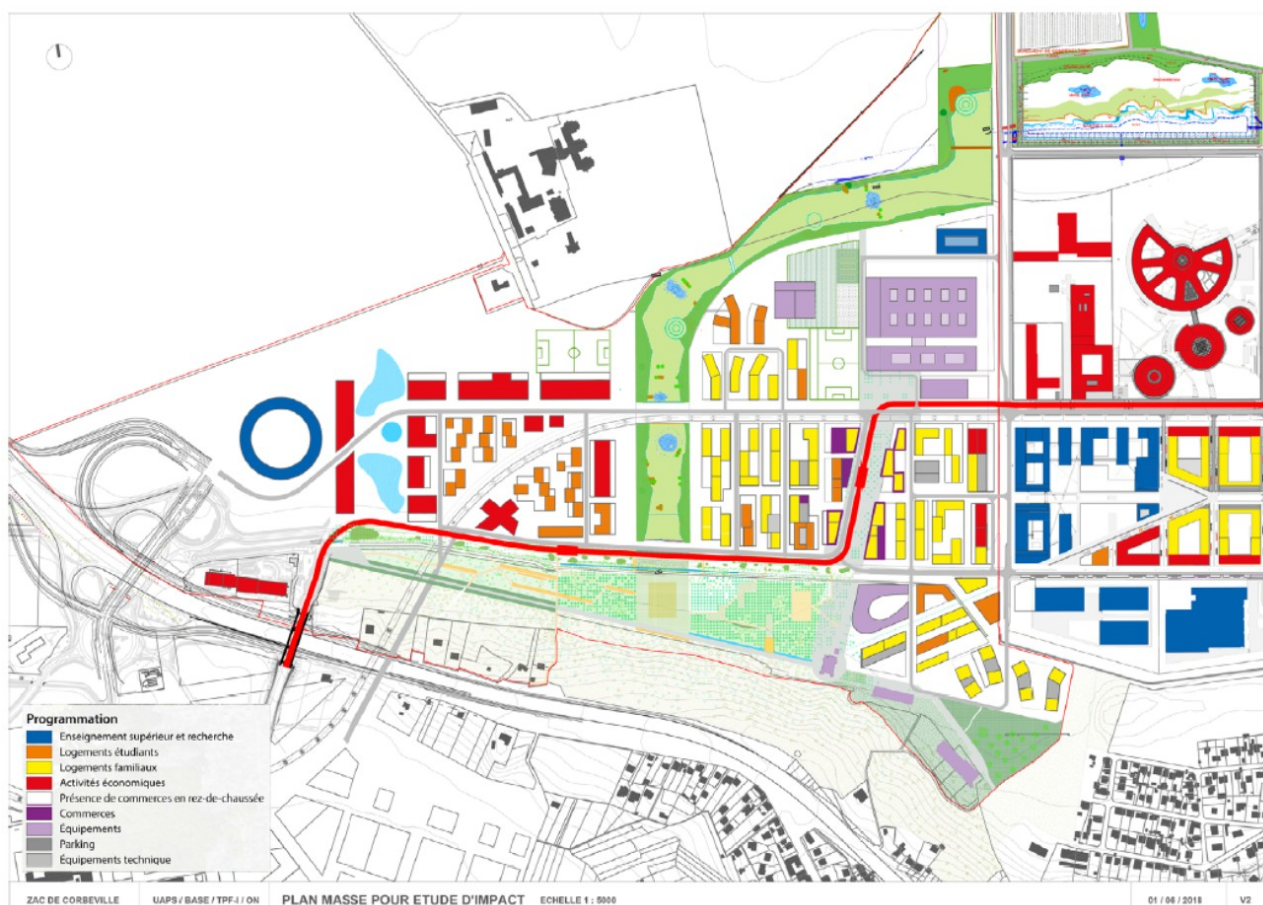 Programmation
Enseignement supérieur et recherche
Logements étudiants
Logements familiaux
Activités économiques
Présence de commerces en rez-de-chaussée
Commerces
Équipements
Parking
Équipements technique
ZAC DE CORBEVILLE UAPS / BASE / TPF-I / ON PLAN MASSE POUR ETUDE D'IMPACT ECHELLE 1 : 5000 01 / 06 / 2018 V2